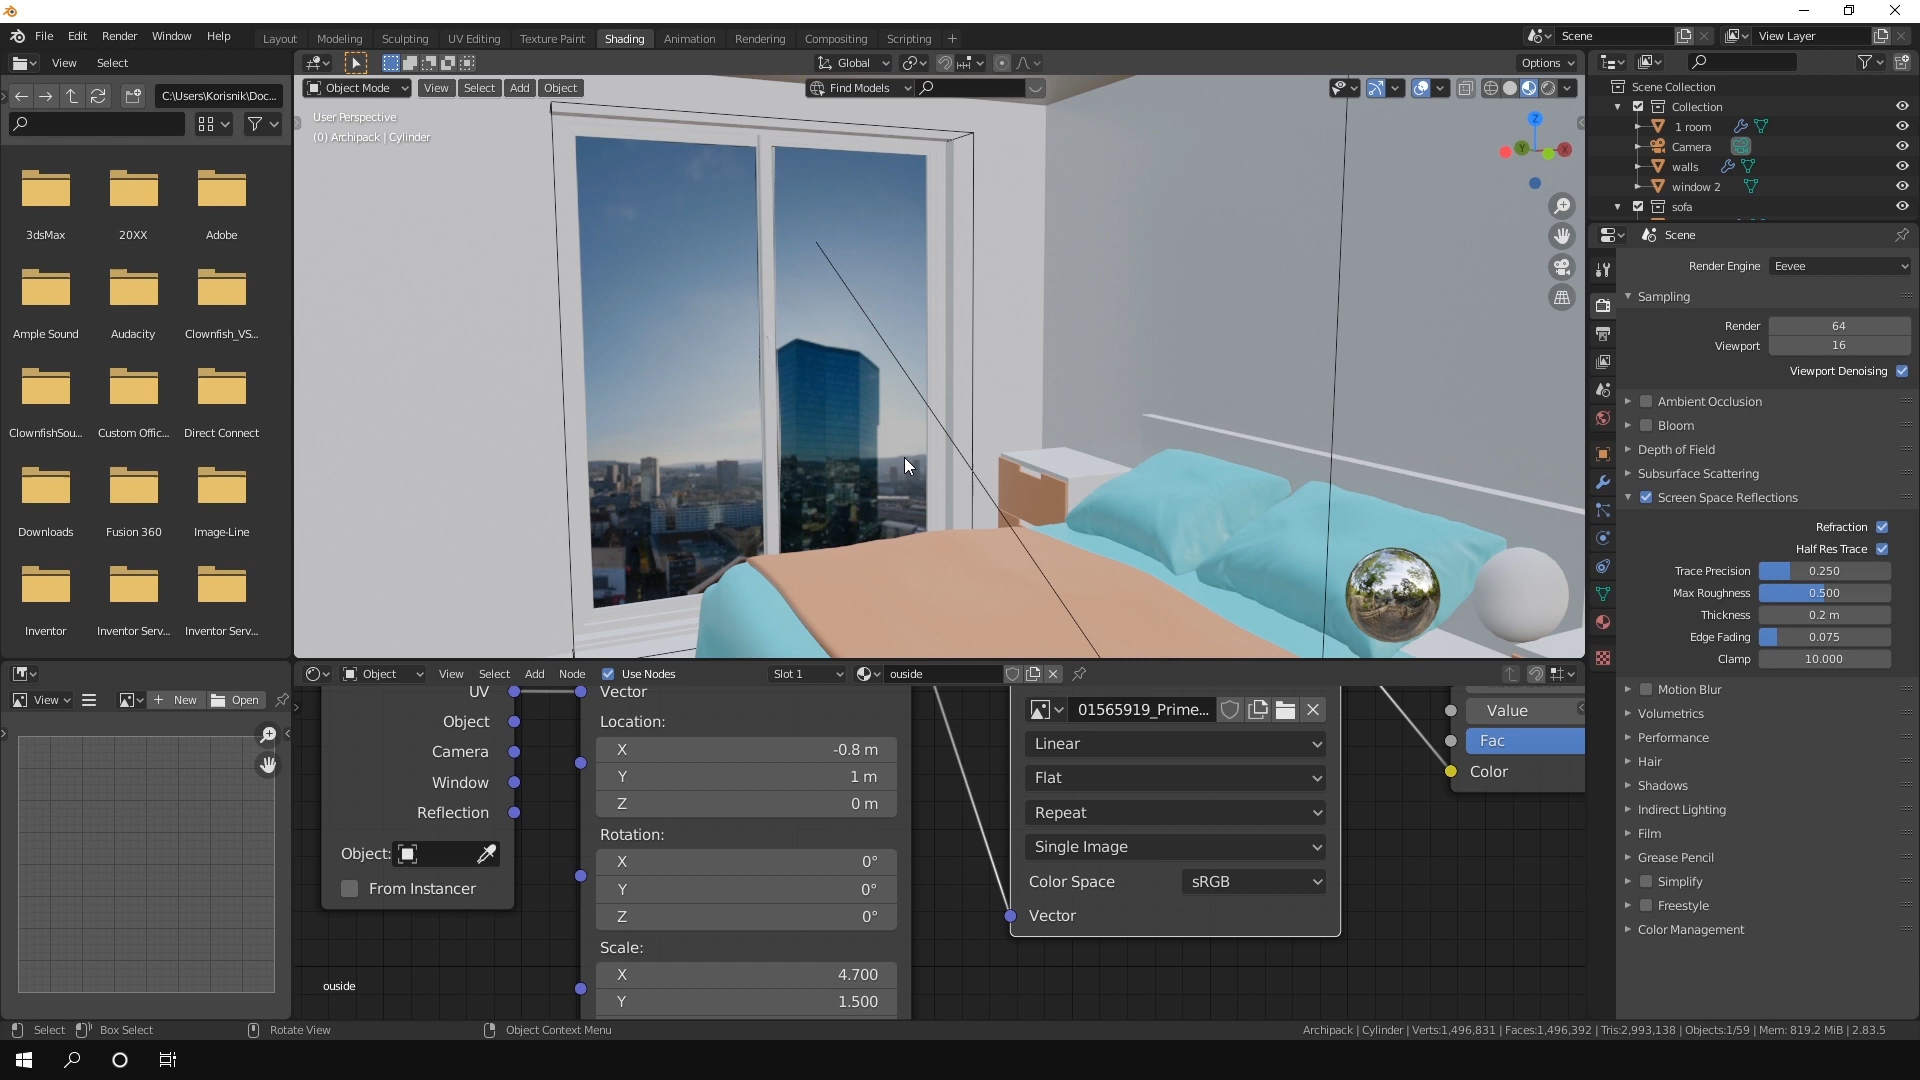 File Edit Render Window Help
Layout Modeling Sculpting UV Editing Texture Paint Shading Animation Rendering Compositing Scripting +
Scene
View Layer
View Select
Global
Options
C:\Users\Korisnik\Doc...
Object Mode View Select Add Object
Find Models
User Perspective
(0) Archipack | Cylinder
Z
Y
X
3dsMax
20XX
Adobe
Ample Sound
Audacity
Clownfish_VS...
ClownfishSou...
Custom Offic...
Direct Connect
Downloads
Fusion 360
Image-Line
Inventor
Inventor Serv...
Inventor Serv...
Scene Collection
Collection
1 room
Camera
walls
window 2
sofa
Scene
Render Engine Eevee
Sampling
Render 64
Viewport 16
Viewport Denoising
Ambient Occlusion
Bloom
Depth of Field
Subsurface Scattering
Screen Space Reflections
Refraction
Half Res Trace
Trace Precision 0.250
Max Roughness 0.500
Thickness 0.2 m
Edge Fading 0.075
Clamp 10.000
Motion Blur
Volumetrics
Performance
Hair
Shadows
Indirect Lighting
Film
Grease Pencil
Simplify
Freestyle
Color Management
View + New Open
Object View Select Add Node Use Nodes Slot 1 ouside
UV
Object
Camera
Window
Reflection
Object:
From Instancer
Vector
Location:
X -0.8 m
Y 1 m
Z 0 m
Rotation:
X 0°
Y 0°
Z 0°
Scale:
X 4.700
Y 1.500
01565919_Prime...
Linear
Flat
Repeat
Single Image
Color Space sRGB
Vector
Value
Fac
Color
ouside
Select Box Select Rotate View Object Context Menu
Archipack | Cylinder | Verts:1,496,831 | Faces:1,496,392 | Tris:2,993,138 | Objects:1/59 | Mem: 819.2 MiB | 2.83.5